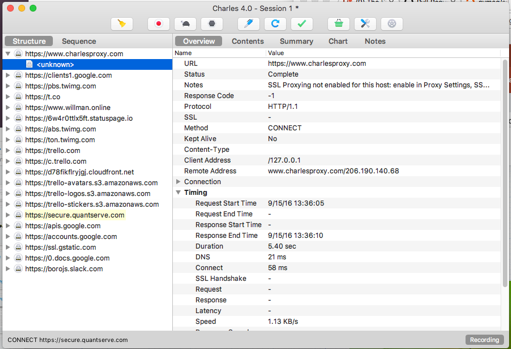 Charles 4.0 - Session 1 *
Structure Sequence
Overview Contents Summary Chart Notes
https://www.charlesproxy.com
<unknown>
https://clients1.google.com
https://pbs.twimg.com
https://t.co
https://www.willman.online
https://6w4r0ttlx5ft.statuspage.io
https://abs.twimg.com
https://ton.twimg.com
https://trello.com
https://c.trello.com
https://d78fikflryjgj.cloudfront.net
https://trello-avatars.s3.amazonaws.com
https://trello-logos.s3.amazonaws.com
https://trello-stickers.s3.amazonaws.com
https://secure.quantserve.com
https://apis.google.com
https://accounts.google.com
https://ssl.gstatic.com
https://0.docs.google.com
https://borojs.slack.com
Name Value
URL https://www.charlesproxy.com
Status Complete
Notes SSL Proxying not enabled for this host: enable in Proxy Settings, SS...
Response Code -1
Protocol HTTP/1.1
SSL -
Method CONNECT
Kept Alive No
Content-Type
Client Address /127.0.0.1
Remote Address www.charlesproxy.com/206.190.140.68
Connection
Timing
Request Start Time 9/15/16 13:36:05
Request End Time -
Response Start Time -
Response End Time 9/15/16 13:36:10
Duration 5.40 sec
DNS 21 ms
Connect 58 ms
SSL Handshake -
Request -
Response -
Latency -
Speed 1.13 KB/s
CONNECT https://secure.quantserve.com
Recording